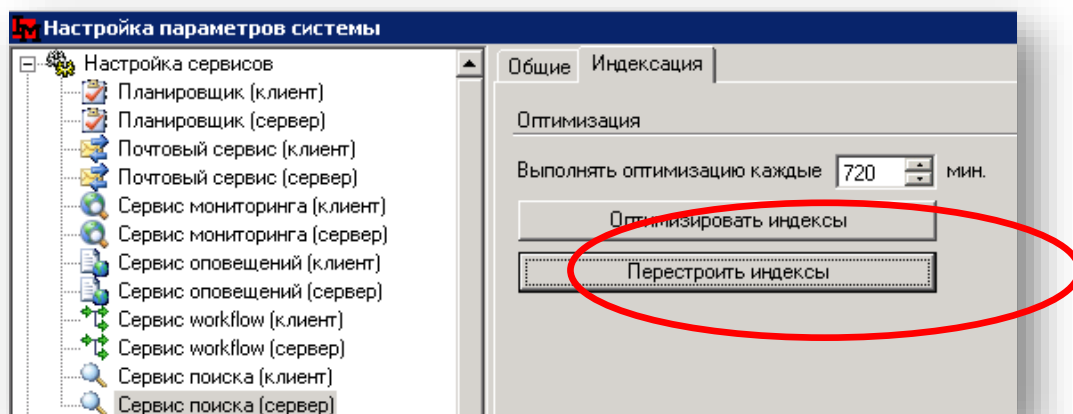 Настройка параметров системы
Настройка сервисов
Планировщик (клиент)
Планировщик (сервер)
Почтовый сервис (клиент)
Почтовый сервис (сервер)
Сервис мониторинга (клиент)
Сервис мониторинга (сервер)
Сервис оповещений (клиент)
Сервис оповещений (сервер)
Сервис workflow (клиент)
Сервис workflow (сервер)
Сервис поиска (клиент)
Сервис поиска (сервер)
Общие Индексация
Оптимизация
Выполнять оптимизацию каждые 720 мин.
Оптимизировать индексы
Перестроить индексы